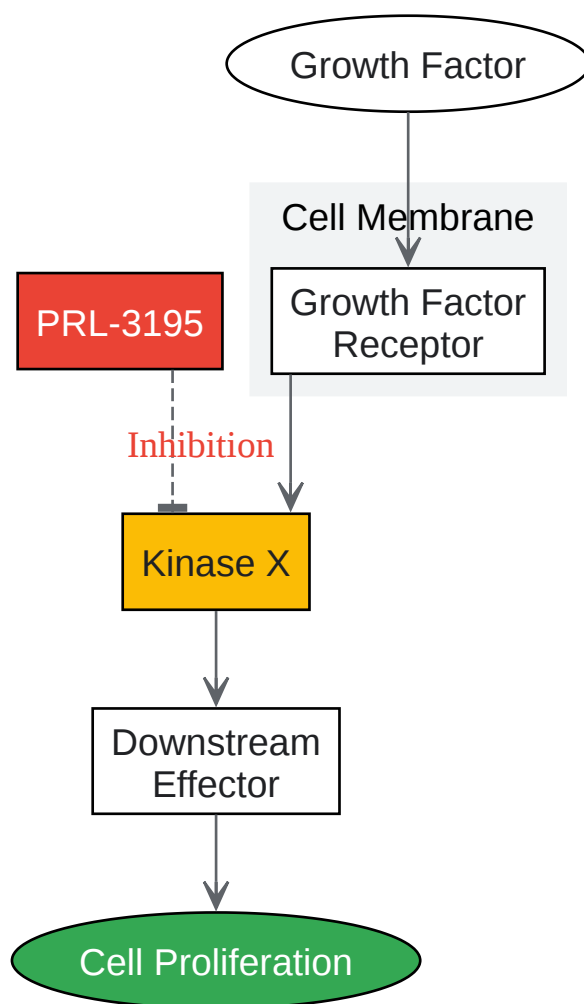 Growth Factor
Cell Membrane
PRL-3195
Growth Factor
Receptor
Inhibition
Kinase X
Downstream
Effector
Cell Proliferation